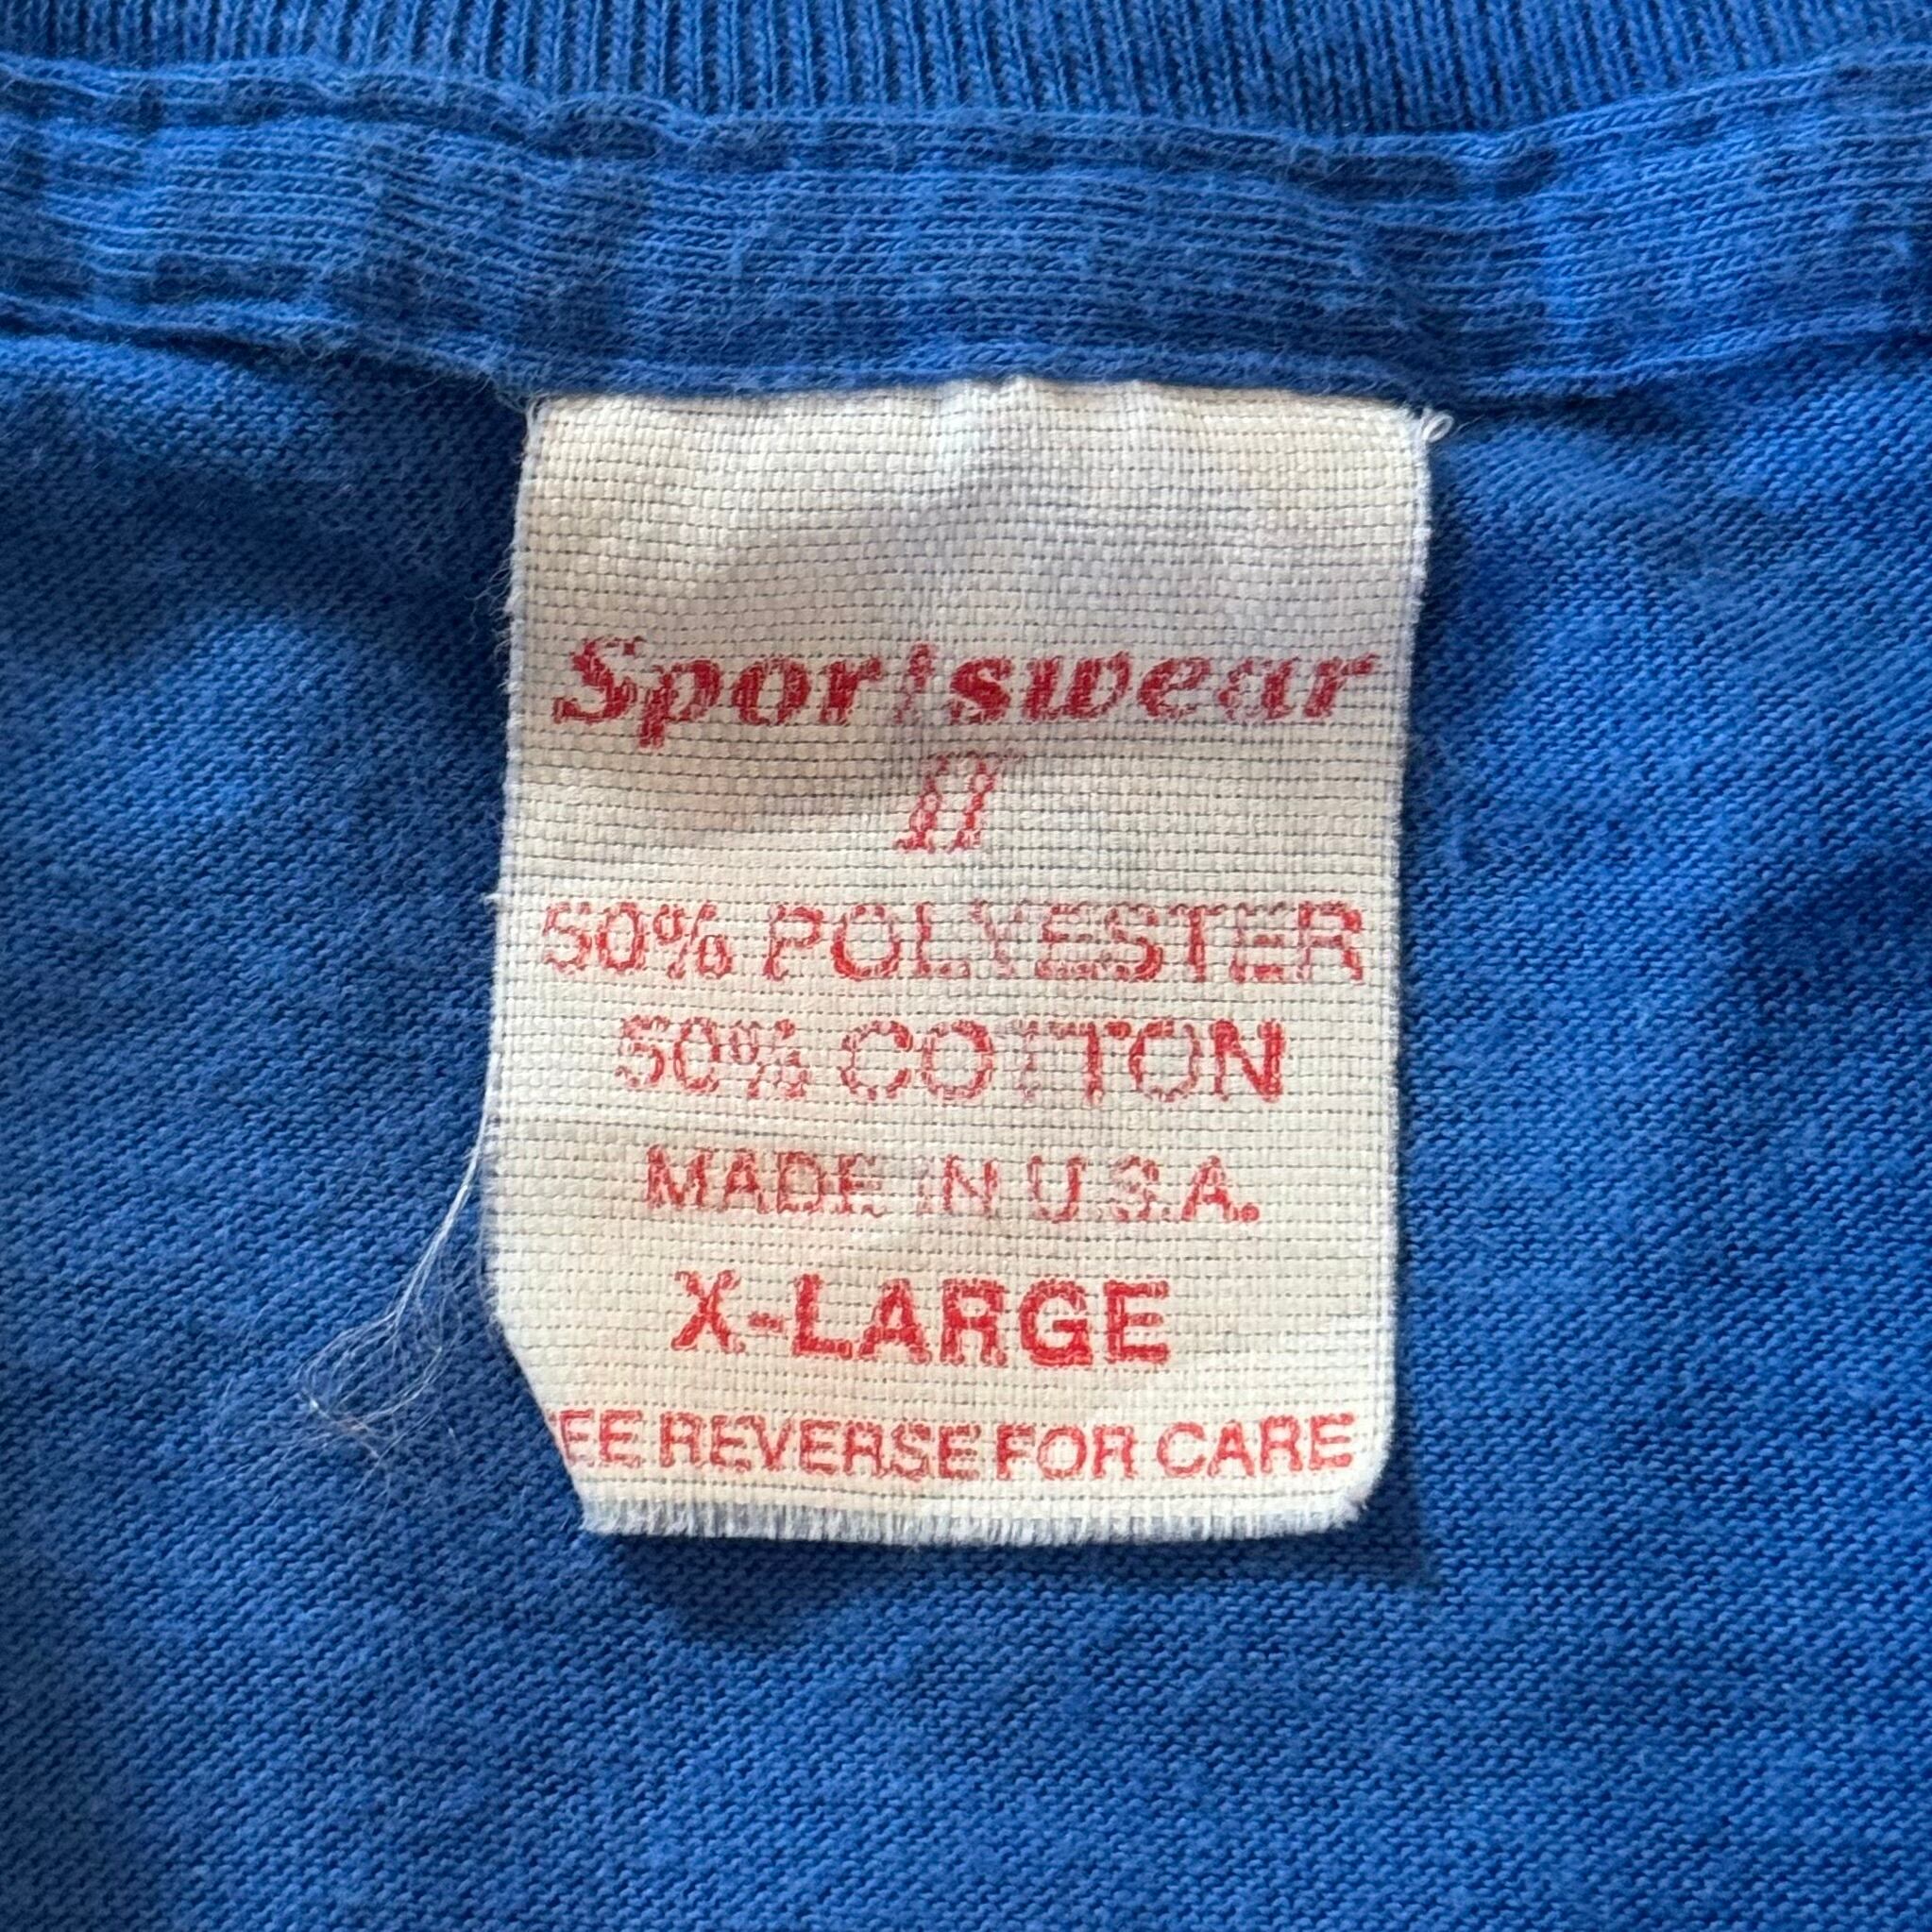 Sportswear
II
50% POLYESTER
50% COTTON
MADE IN U.S.A.
X-LARGE
EE REVERSE FOR CARE